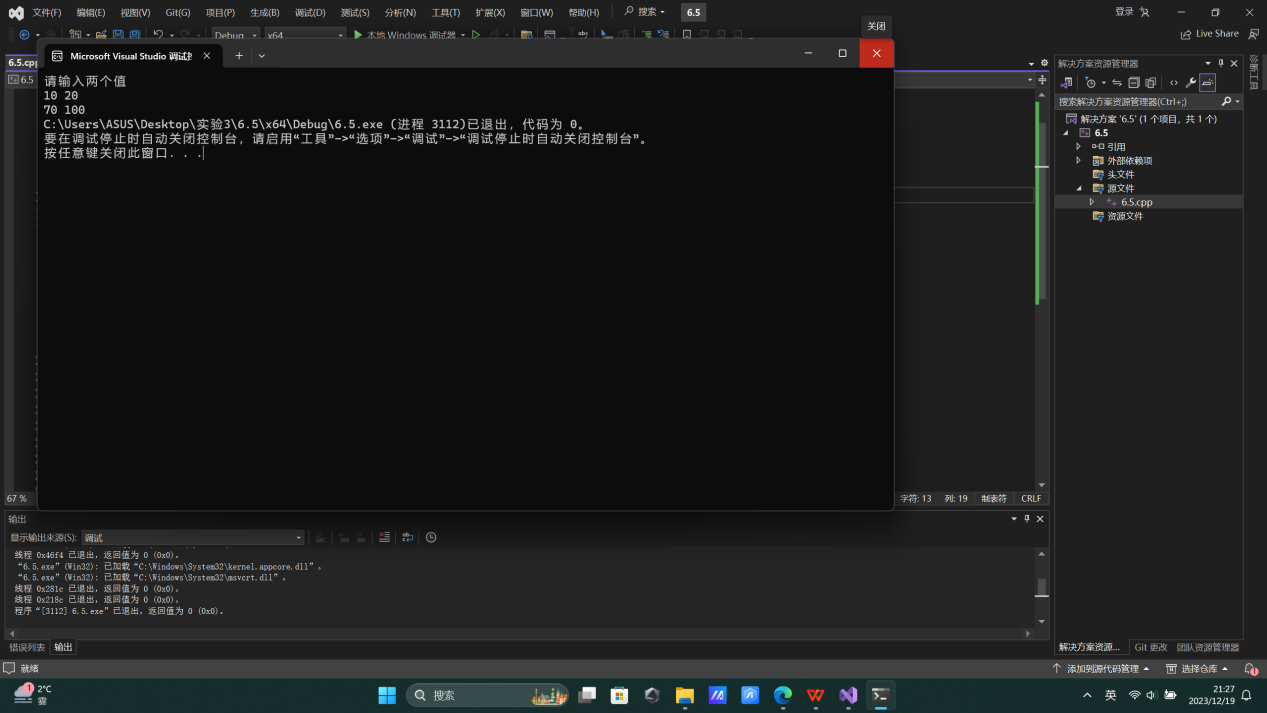 文件(F) 编辑(E) 视图(V) Git(G) 项目(P) 生成(B) 调试(D) 测试(S) 分析(N) 工具(T) 扩展(X) 窗口(W) 帮助(H) 搜索 6.5 登录
关闭
Debug x64 本地 Windows 调试器 Live Share
6.5.cpp
Microsoft Visual Studio 调试
6.5
请输入两个值
10 20
70 100
C:\Users\ASUS\Desktop\实验3\6.5\x64\Debug\6.5.exe (进程 3112)已退出，代码为 0。
要在调试停止时自动关闭控制台，请启用“工具”->“选项”->“调试”->“调试停止时自动关闭控制台”。
按任意键关闭此窗口. . .
67 % 字符: 13 列: 19 制表符 CRLF
解决方案资源管理器
搜索解决方案资源管理器(Ctrl+;)
解决方案 '6.5' (1 个项目，共 1 个)
6.5
引用
外部依赖项
头文件
源文件
6.5.cpp
资源文件
诊断工具
输出
显示输出来源(S): 调试
线程 0x46f4 已退出，返回值为 0 (0x0)。
“6.5.exe”(Win32): 已加载“C:\Windows\System32\kernel.appcore.dll”。
“6.5.exe”(Win32): 已加载“C:\Windows\System32\msvcrt.dll”。
线程 0x281c 已退出，返回值为 0 (0x0)。
线程 0x218c 已退出，返回值为 0 (0x0)。
程序“[3112] 6.5.exe”已退出，返回值为 0 (0x0)。
错误列表 输出
解决方案资源... Git 更改 团队资源管理器
就绪 添加到源代码管理 选择仓库 1
1 2°C
雾
搜索
英
21:27
2023/12/19